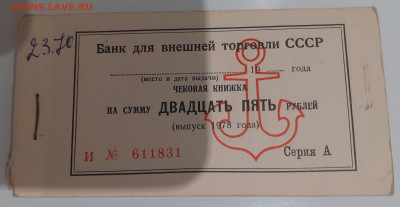 COINS.LAVE.RU
23.70
Банк для внешней торговли СССР
19 года
(место и дата выдачи)
ЧЕКОВАЯ КНИЖКА
НА СУММУ ДВАДЦАТЬ ПЯТЬ РУБЛЕЙ
(выпуск 1978 года)
И № 611831 Серия А